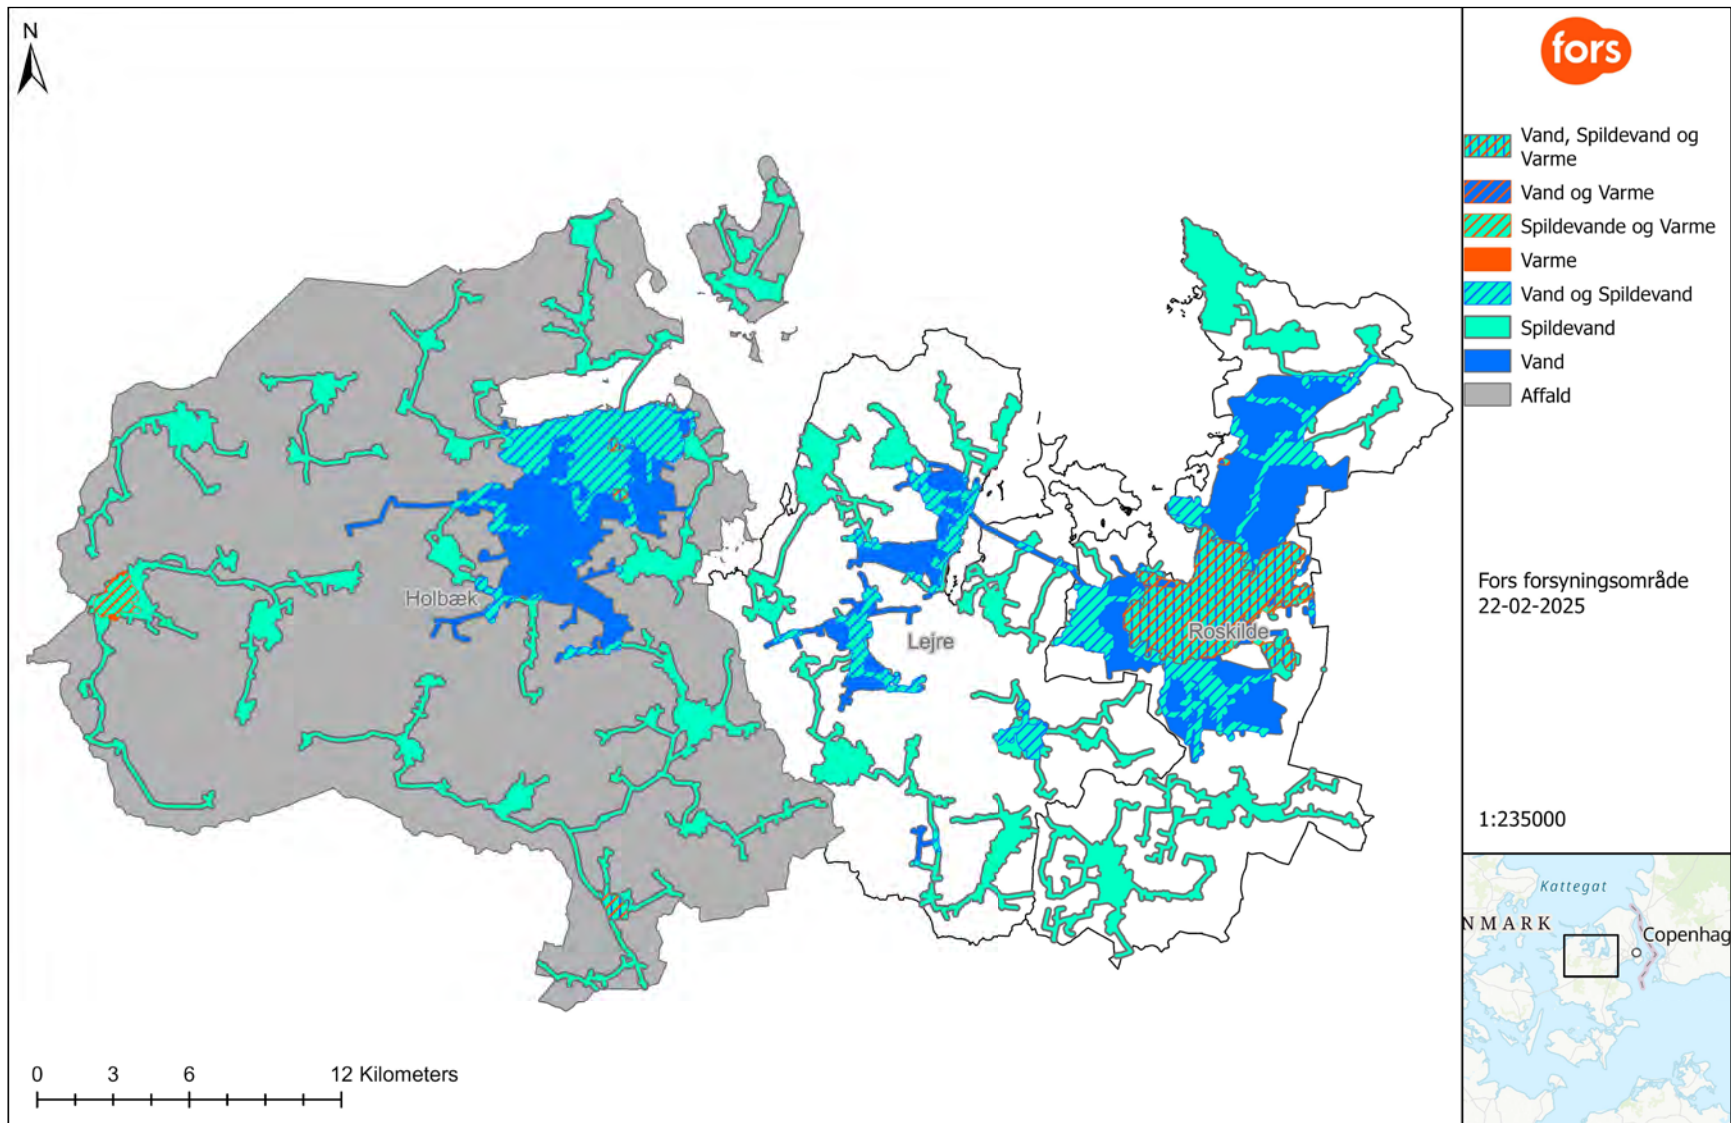 N
fors
Vand, Spildevand og
Varme
Vand og Varme
Spildevande og Varme
Varme
Vand og Spildevand
Spildevand
Vand
Affald
Holbæk
Lejre
Roskilde
Fors forsyningsområde
22-02-2025
1:235000
0 3 6 12 Kilometers
Kattegat
NMARK
Copenhag